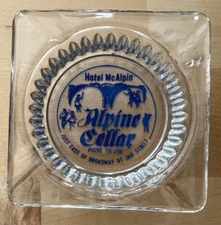 Hotel McAlpin
Alpine
Cellar
JUST EAST OF BROADWAY AT 34th STREET